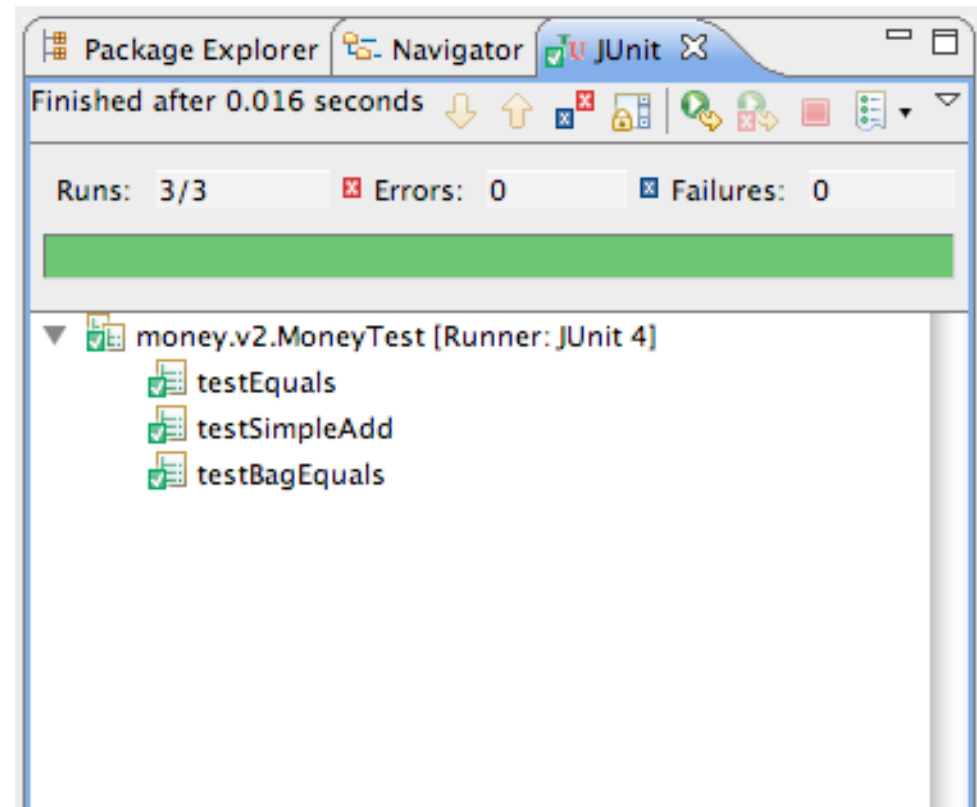 Package Explorer Navigator JUnit
Finished after 0.016 seconds
Runs: 3/3 Errors: 0 Failures: 0
money.v2.MoneyTest [Runner: JUnit 4]
testEquals
testSimpleAdd
testBagEquals